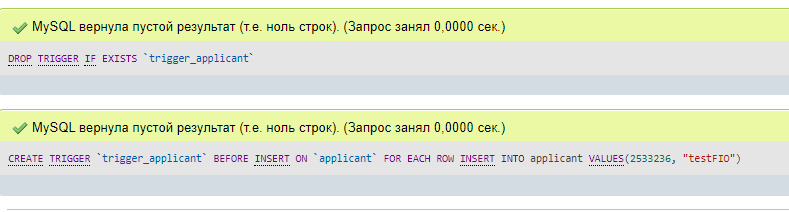 MySQL вернула пустой результат (т.е. ноль строк). (Запрос занял 0,0000 сек.)
DROP TRIGGER IF EXISTS `trigger_applicant`
MySQL вернула пустой результат (т.е. ноль строк). (Запрос занял 0,0000 сек.)
CREATE TRIGGER `trigger_applicant` BEFORE INSERT ON `applicant` FOR EACH ROW INSERT INTO applicant VALUES(2533236, "testFIO")